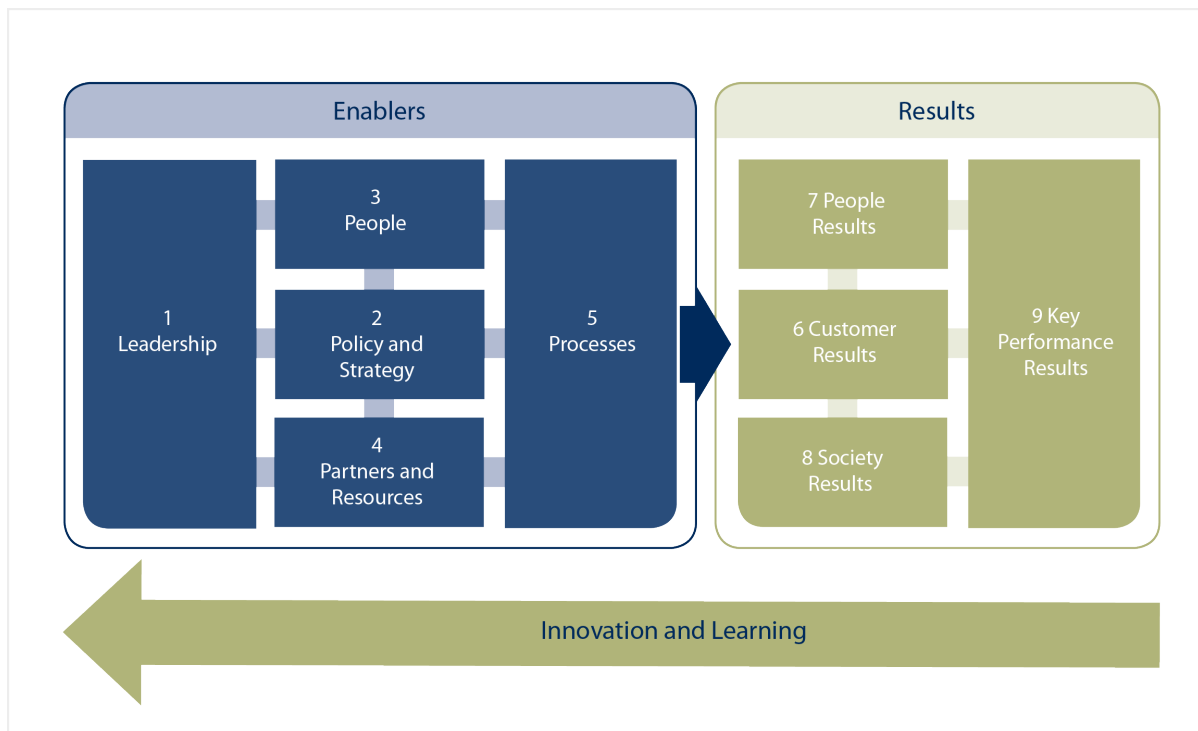 Enablers
Results
1
Leadership
3
People
2
Policy and
Strategy
4
Partners and
Resources
5
Processes
7 People
Results
6 Customer
Results
8 Society
Results
9 Key
Performance
Results
Innovation and Learning